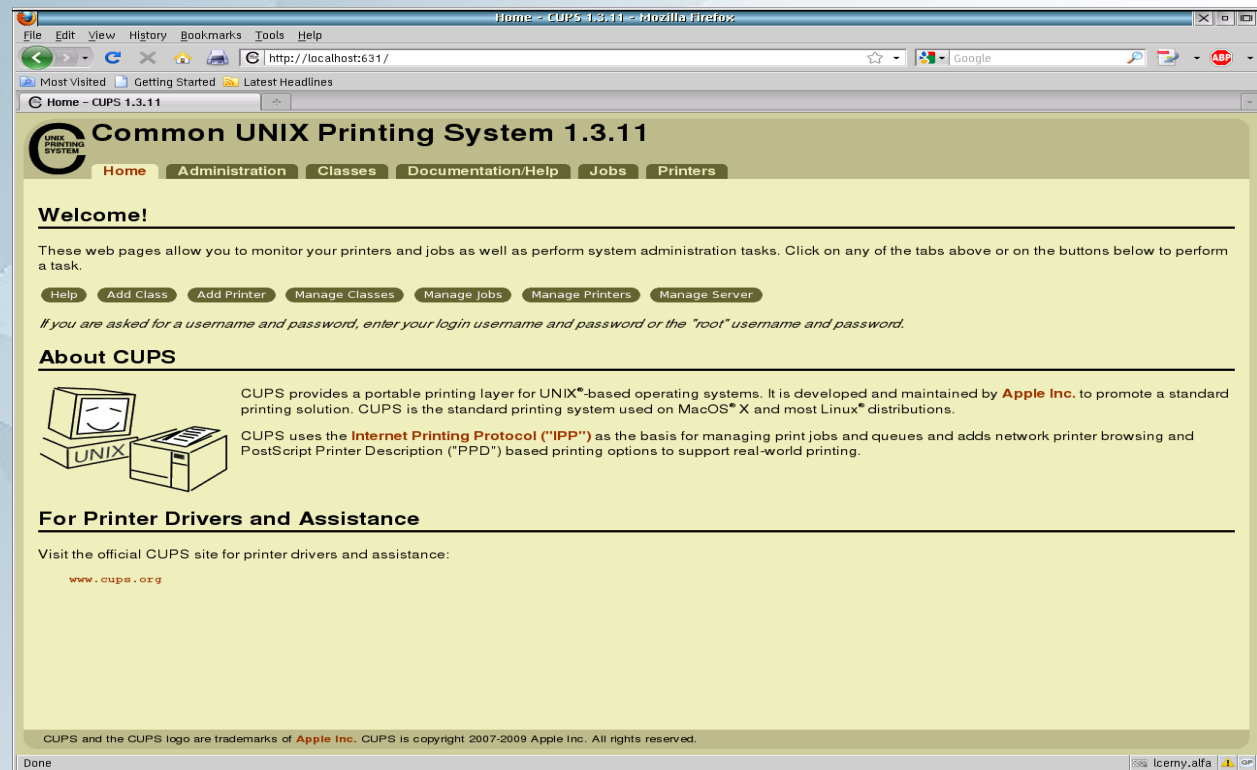 Home - CUPS 1.3.11 - Mozilla Firefox
File Edit View History Bookmarks Tools Help
http://localhost:631/ Google ABP
Most Visited Getting Started Latest Headlines
Home - CUPS 1.3.11
UNIX
PRINTING
SYSTEM
Common UNIX Printing System 1.3.11
Home Administration Classes Documentation/Help Jobs Printers
Welcome!
These web pages allow you to monitor your printers and jobs as well as perform system administration tasks. Click on any of the tabs above or on the buttons below to perform
a task.
Help Add Class Add Printer Manage Classes Manage Jobs Manage Printers Manage Server
If you are asked for a username and password, enter your login username and password or the "root" username and password.
About CUPS
CUPS provides a portable printing layer for UNIX®-based operating systems. It is developed and maintained by Apple Inc. to promote a standard
printing solution. CUPS is the standard printing system used on MacOS® X and most Linux® distributions.
CUPS uses the Internet Printing Protocol ("IPP") as the basis for managing print jobs and queues and adds network printer browsing and
PostScript Printer Description ("PPD") based printing options to support real-world printing.
UNIX
For Printer Drivers and Assistance
Visit the official CUPS site for printer drivers and assistance:
www.cups.org
CUPS and the CUPS logo are trademarks of Apple Inc. CUPS is copyright 2007-2009 Apple Inc. All rights reserved.
Done lcerny.alfa GP